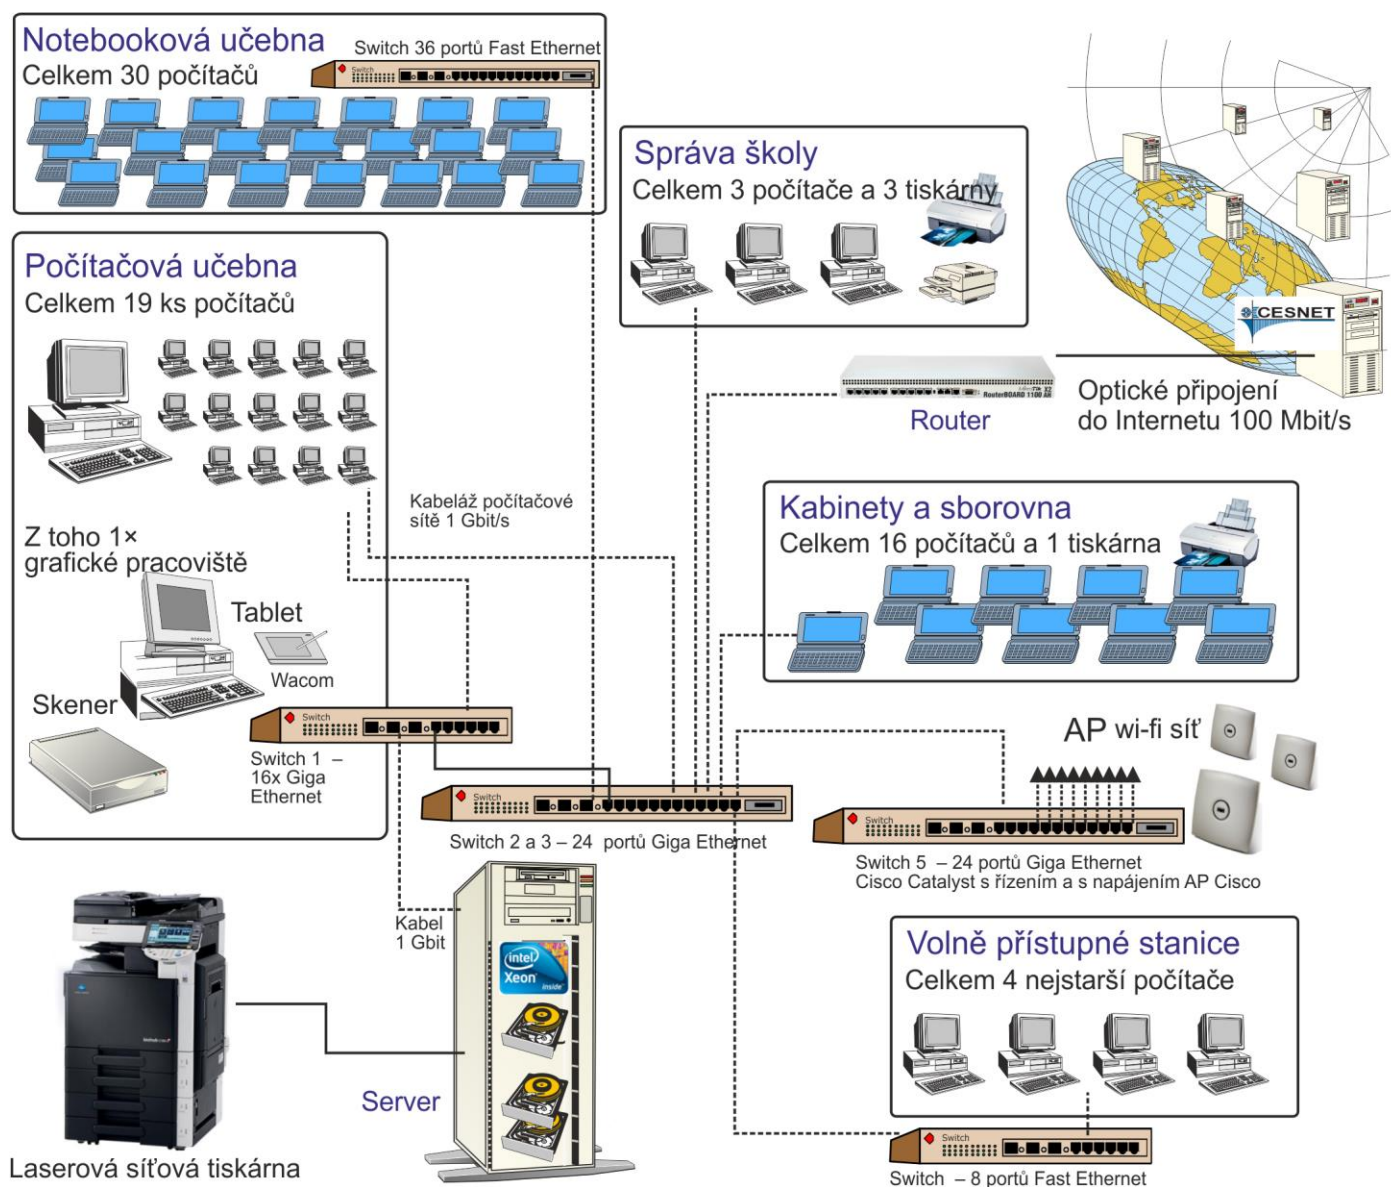 Notebooková učebna
Celkem 30 počítačů
Switch 36 portů Fast Ethernet
Switch
Správa školy
Celkem 3 počítače a 3 tiskárny
Počítačová učebna
Celkem 19 ks počítačů
CESNET
RouterBOARD 1100
Router
Optické připojení
do Internetu 100 Mbit/s
Kabeláž počítačové
sítě 1 Gbit/s
Kabinety a sborovna
Celkem 16 počítačů a 1 tiskárna
Z toho 1×
grafické pracoviště
Tablet
Wacom
Skener
Switch
Switch 1 –
16x Giga
Ethernet
AP wi-fi síť
Switch
Switch 2 a 3 – 24 portů Giga Ethernet
Switch
Switch 5 – 24 portů Giga Ethernet
Cisco Catalyst s řízením a s napájením AP Cisco
Kabel
1 Gbit
intel
Xeon
inside
Volně přístupné stanice
Celkem 4 nejstarší počítače
Server
Laserová síťová tiskárna
Switch
Switch – 8 portů Fast Ethernet